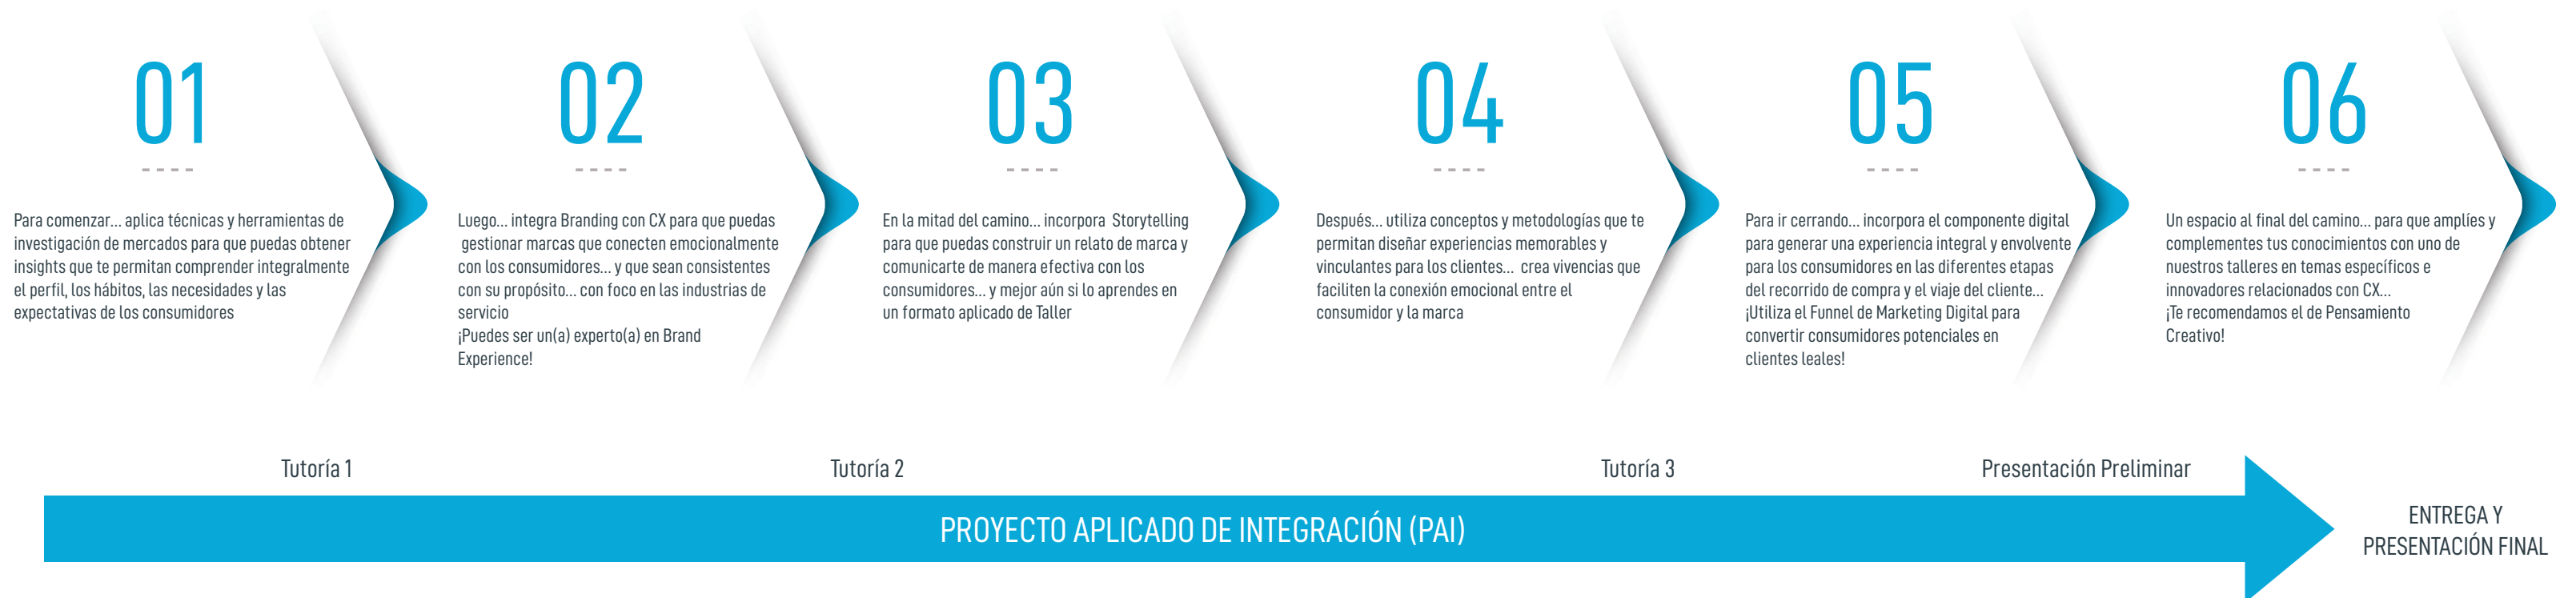 01
Para comenzar... aplica técnicas y herramientas de
investigación de mercados para que puedas obtener
insights que te permitan comprender integralmente
el perfil, los hábitos, las necesidades y las
expectativas de los consumidores
02
Luego... integra Branding con CX para que puedas
gestionar marcas que conecten emocionalmente
con los consumidores... y que sean consistentes
con su propósito... con foco en las industrias de
servicio
¡Puedes ser un(a) experto(a) en Brand
Experience!
03
En la mitad del camino... incorpora Storytelling
para que puedas construir un relato de marca y
comunicarte de manera efectiva con los
consumidores... y mejor aún si lo aprendes en
un formato aplicado de Taller
04
Después... utiliza conceptos y metodologías que te
permitan diseñar experiencias memorables y
vinculantes para los clientes... crea vivencias que
faciliten la conexión emocional entre el
consumidor y la marca
05
Para ir cerrando... incorpora el componente digital
para generar una experiencia integral y envolvente
para los consumidores en las diferentes etapas
del recorrido de compra y el viaje del cliente...
¡Utiliza el Funnel de Marketing Digital para
convertir consumidores potenciales en
clientes leales!
06
Un espacio al final del camino... para que amplíes y
complementes tus conocimientos con uno de
nuestros talleres en temas específicos e
innovadores relacionados con CX...
¡Te recomendamos el de Pensamiento
Creativo!
Tutoría 1
Tutoría 2
Tutoría 3
Presentación Preliminar
PROYECTO APLICADO DE INTEGRACIÓN (PAI)
ENTREGA Y
PRESENTACIÓN FINAL